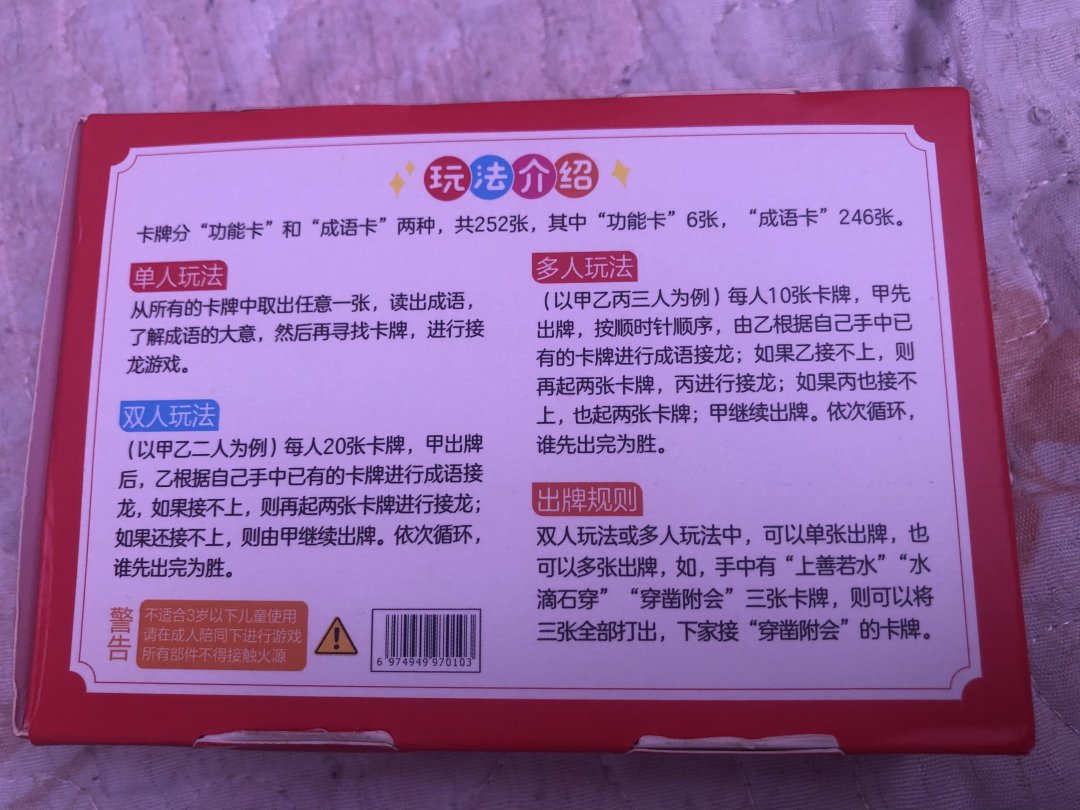 玩法介绍
卡牌分“功能卡”和“成语卡”两种，共252张，其中“功能卡”6张，“成语卡”246张。
单人玩法
从所有的卡牌中取出任意一张，读出成语，
了解成语的大意，然后再寻找卡牌，进行接
龙游戏。
双人玩法
（以甲乙二人为例）每人20张卡牌，甲出牌
后，乙根据自己手中已有的卡牌进行成语接
龙，如果接不上，则再起两张卡牌进行接龙；
如果还接不上，则由甲继续出牌。依次循环，
谁先出完为胜。
多人玩法
（以甲乙丙三人为例）每人10张卡牌，甲先
出牌，按顺时针顺序，由乙根据自己手中已
有的卡牌进行成语接龙；如果乙接不上，则
再起两张卡牌，丙进行接龙；如果丙也接不
上，也起两张卡牌；甲继续出牌。依次循环，
谁先出完为胜。
出牌规则
双人玩法或多人玩法中，可以单张出牌，也
可以多张出牌，如，手中有“上善若水”“水
滴石穿”“穿凿附会”三张卡牌，则可以将
三张全部打出，下家接“穿凿附会”的卡牌。
警告
不适合3岁以下儿童使用
请在成人陪同下进行游戏
所有部件不得接触火源
6 974949 970103